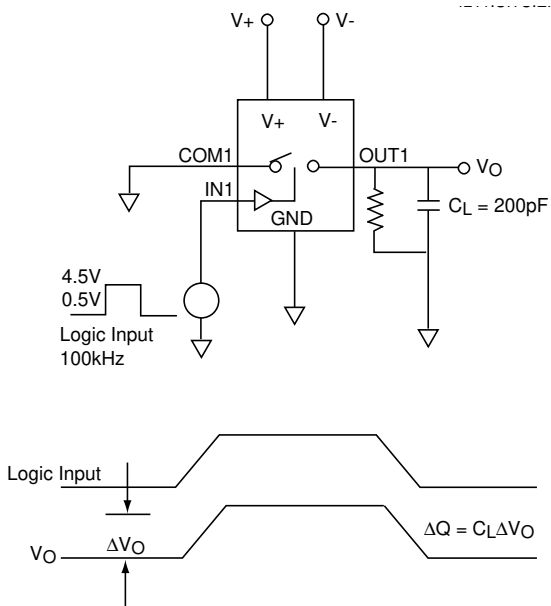 V+ V-
V+ V-
COM1 OUT1 VO
IN1
GND CL = 200pF
4.5V
0.5V
Logic Input
100kHz
Logic Input
VO ΔVO ΔQ = CLΔVO